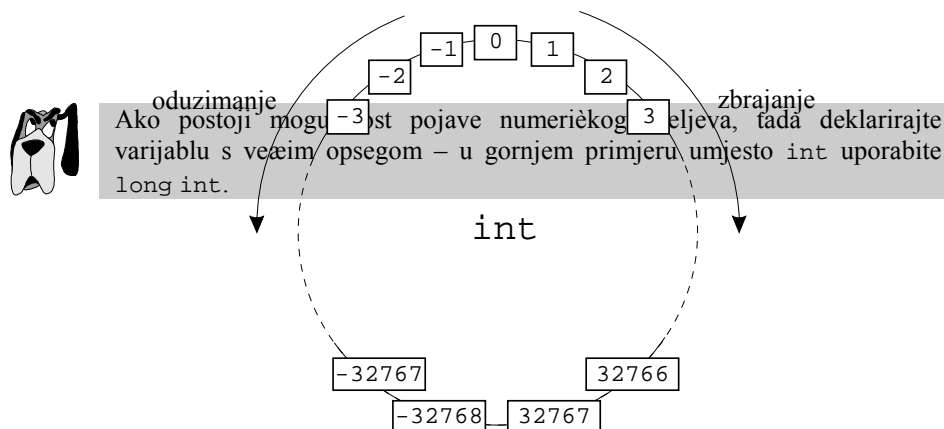 0
-1
1
-2
2
oduzimanje
zbrajanje
-3
3
Ako postoji mogu ost pojave numerièkog eljeva, tada deklarirajte
varijablu s veæim opsegom – u gornjem primjeru umjesto int uporabite
long int.
int
-32767
32766
-32768
32767